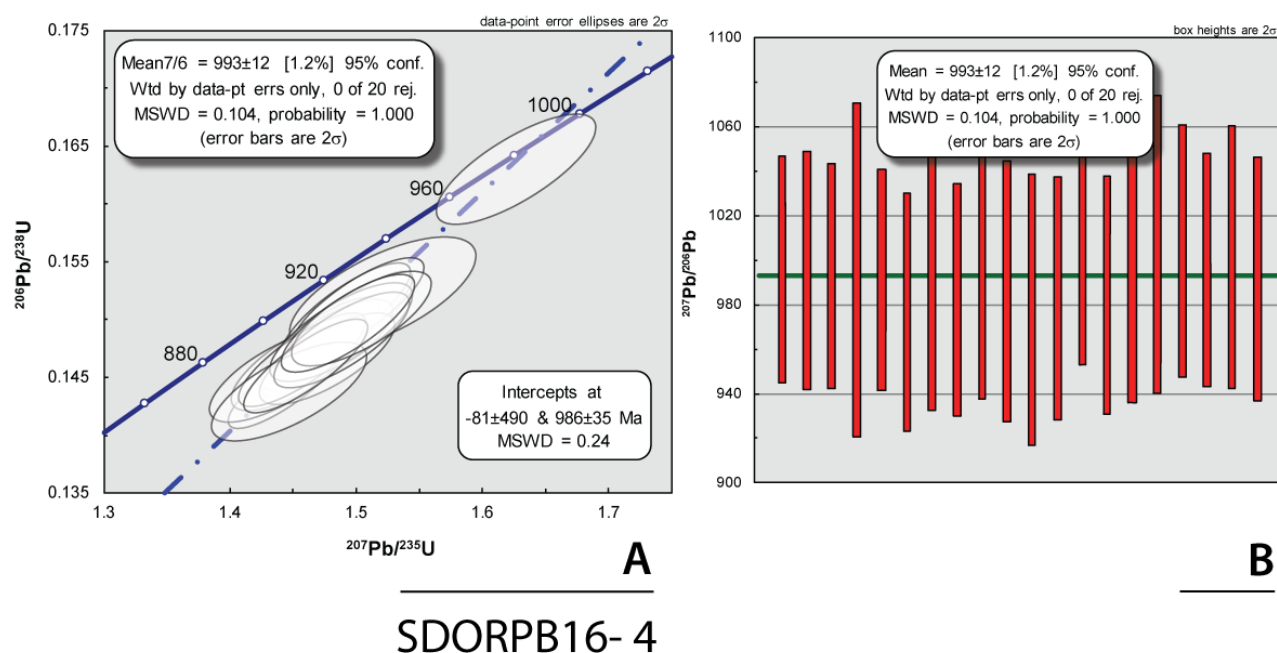 data-point error ellipses are 2σ
0.175
0.165
0.155
0.145
0.135
²⁰⁶Pb/²³⁸U
Mean7/6 = 993±12 [1.2%] 95% conf.
Wtd by data-pt errs only, 0 of 20 rej.
MSWD = 0.104, probability = 1.000
(error bars are 2σ)
1000
960
920
880
Intercepts at
-81±490 & 986±35 Ma
MSWD = 0.24
1.3 1.4 1.5 1.6 1.7
²⁰⁷Pb/²³⁵U
A
SDORPB16- 4
box heights are 2σ
1100
1060
1020
980
940
900
²⁰⁷Pb/²⁰⁶Pb
Mean = 993±12 [1.2%] 95% conf.
Wtd by data-pt errs only, 0 of 20 rej.
MSWD = 0.104, probability = 1.000
(error bars are 2σ)
B